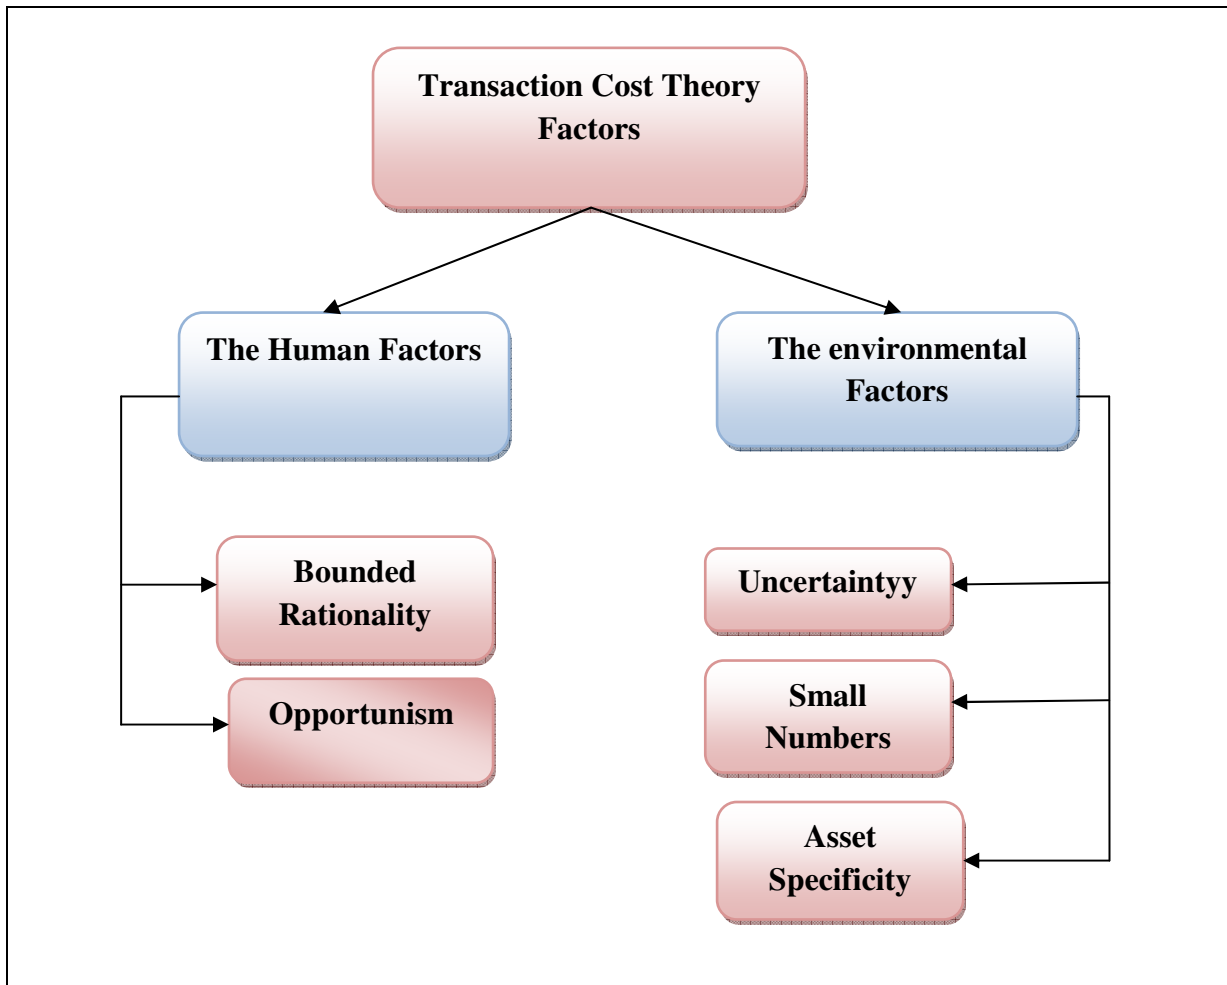 Transaction Cost Theory
Factors
The Human Factors
The environmental
Factors
Bounded
Rationality
Opportunism
Uncertaintyy
Small
Numbers
Asset
Specificity